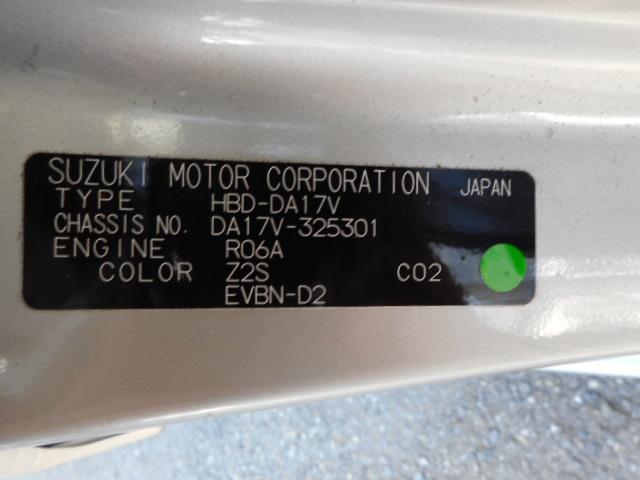 SUZUKI MOTOR CORPORATION JAPAN
TYPE HBD-DA17V
CHASSIS NO. DA17V-325301
ENGINE R06A
COLOR Z2S C02
EVBN-D2